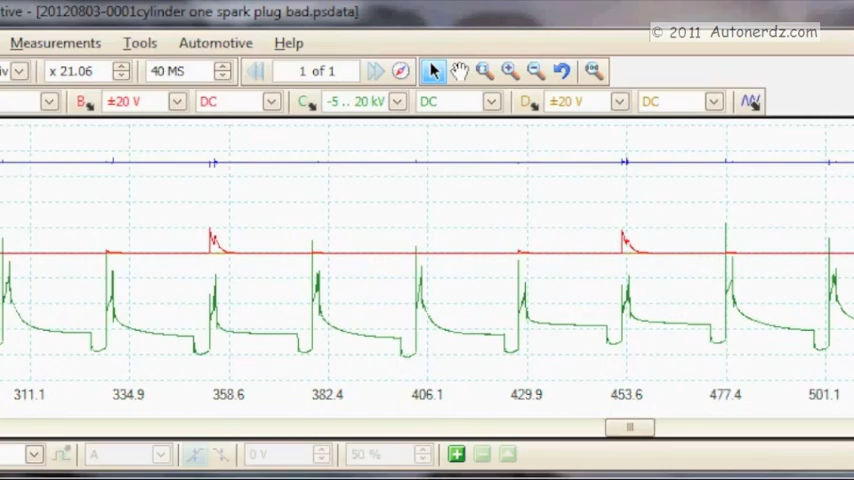 tive - [20120803-0001cylinder one spark plug bad.psdata]
© 2011 Autonerdz.com
Measurements Tools Automotive Help
iv x 21.06 40 MS 1 of 1
B ±20 V DC C -5 .. 20 kV DC D ±20 V DC
311.1 334.9 358.6 382.4 406.1 429.9 453.6 477.4 501.1
A 0 V 50 %